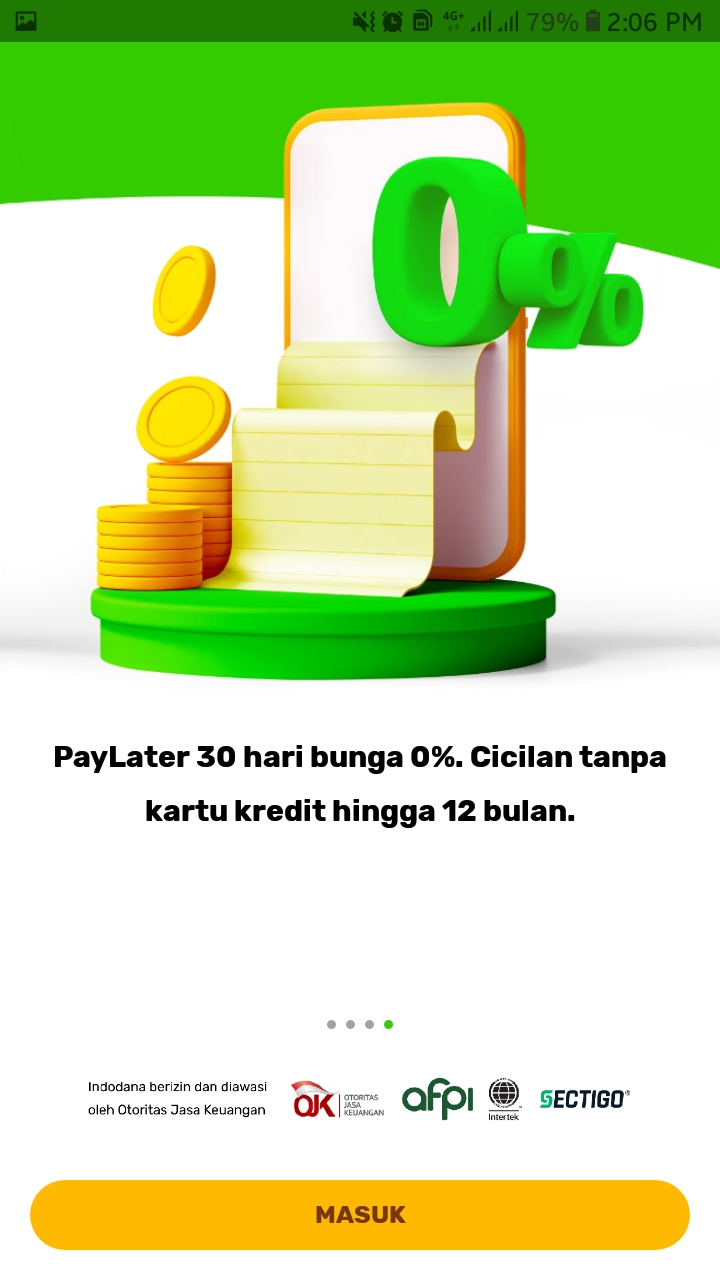 4G+ 79% 2:06 PM
0%
PayLater 30 hari bunga 0%. Cicilan tanpa
kartu kredit hingga 12 bulan.
Indodana berizin dan diawasi
oleh Otoritas Jasa Keuangan
OJK OTORITAS
JASA
KEUANGAN
afpi
Intertek
SECTIGO®
MASUK